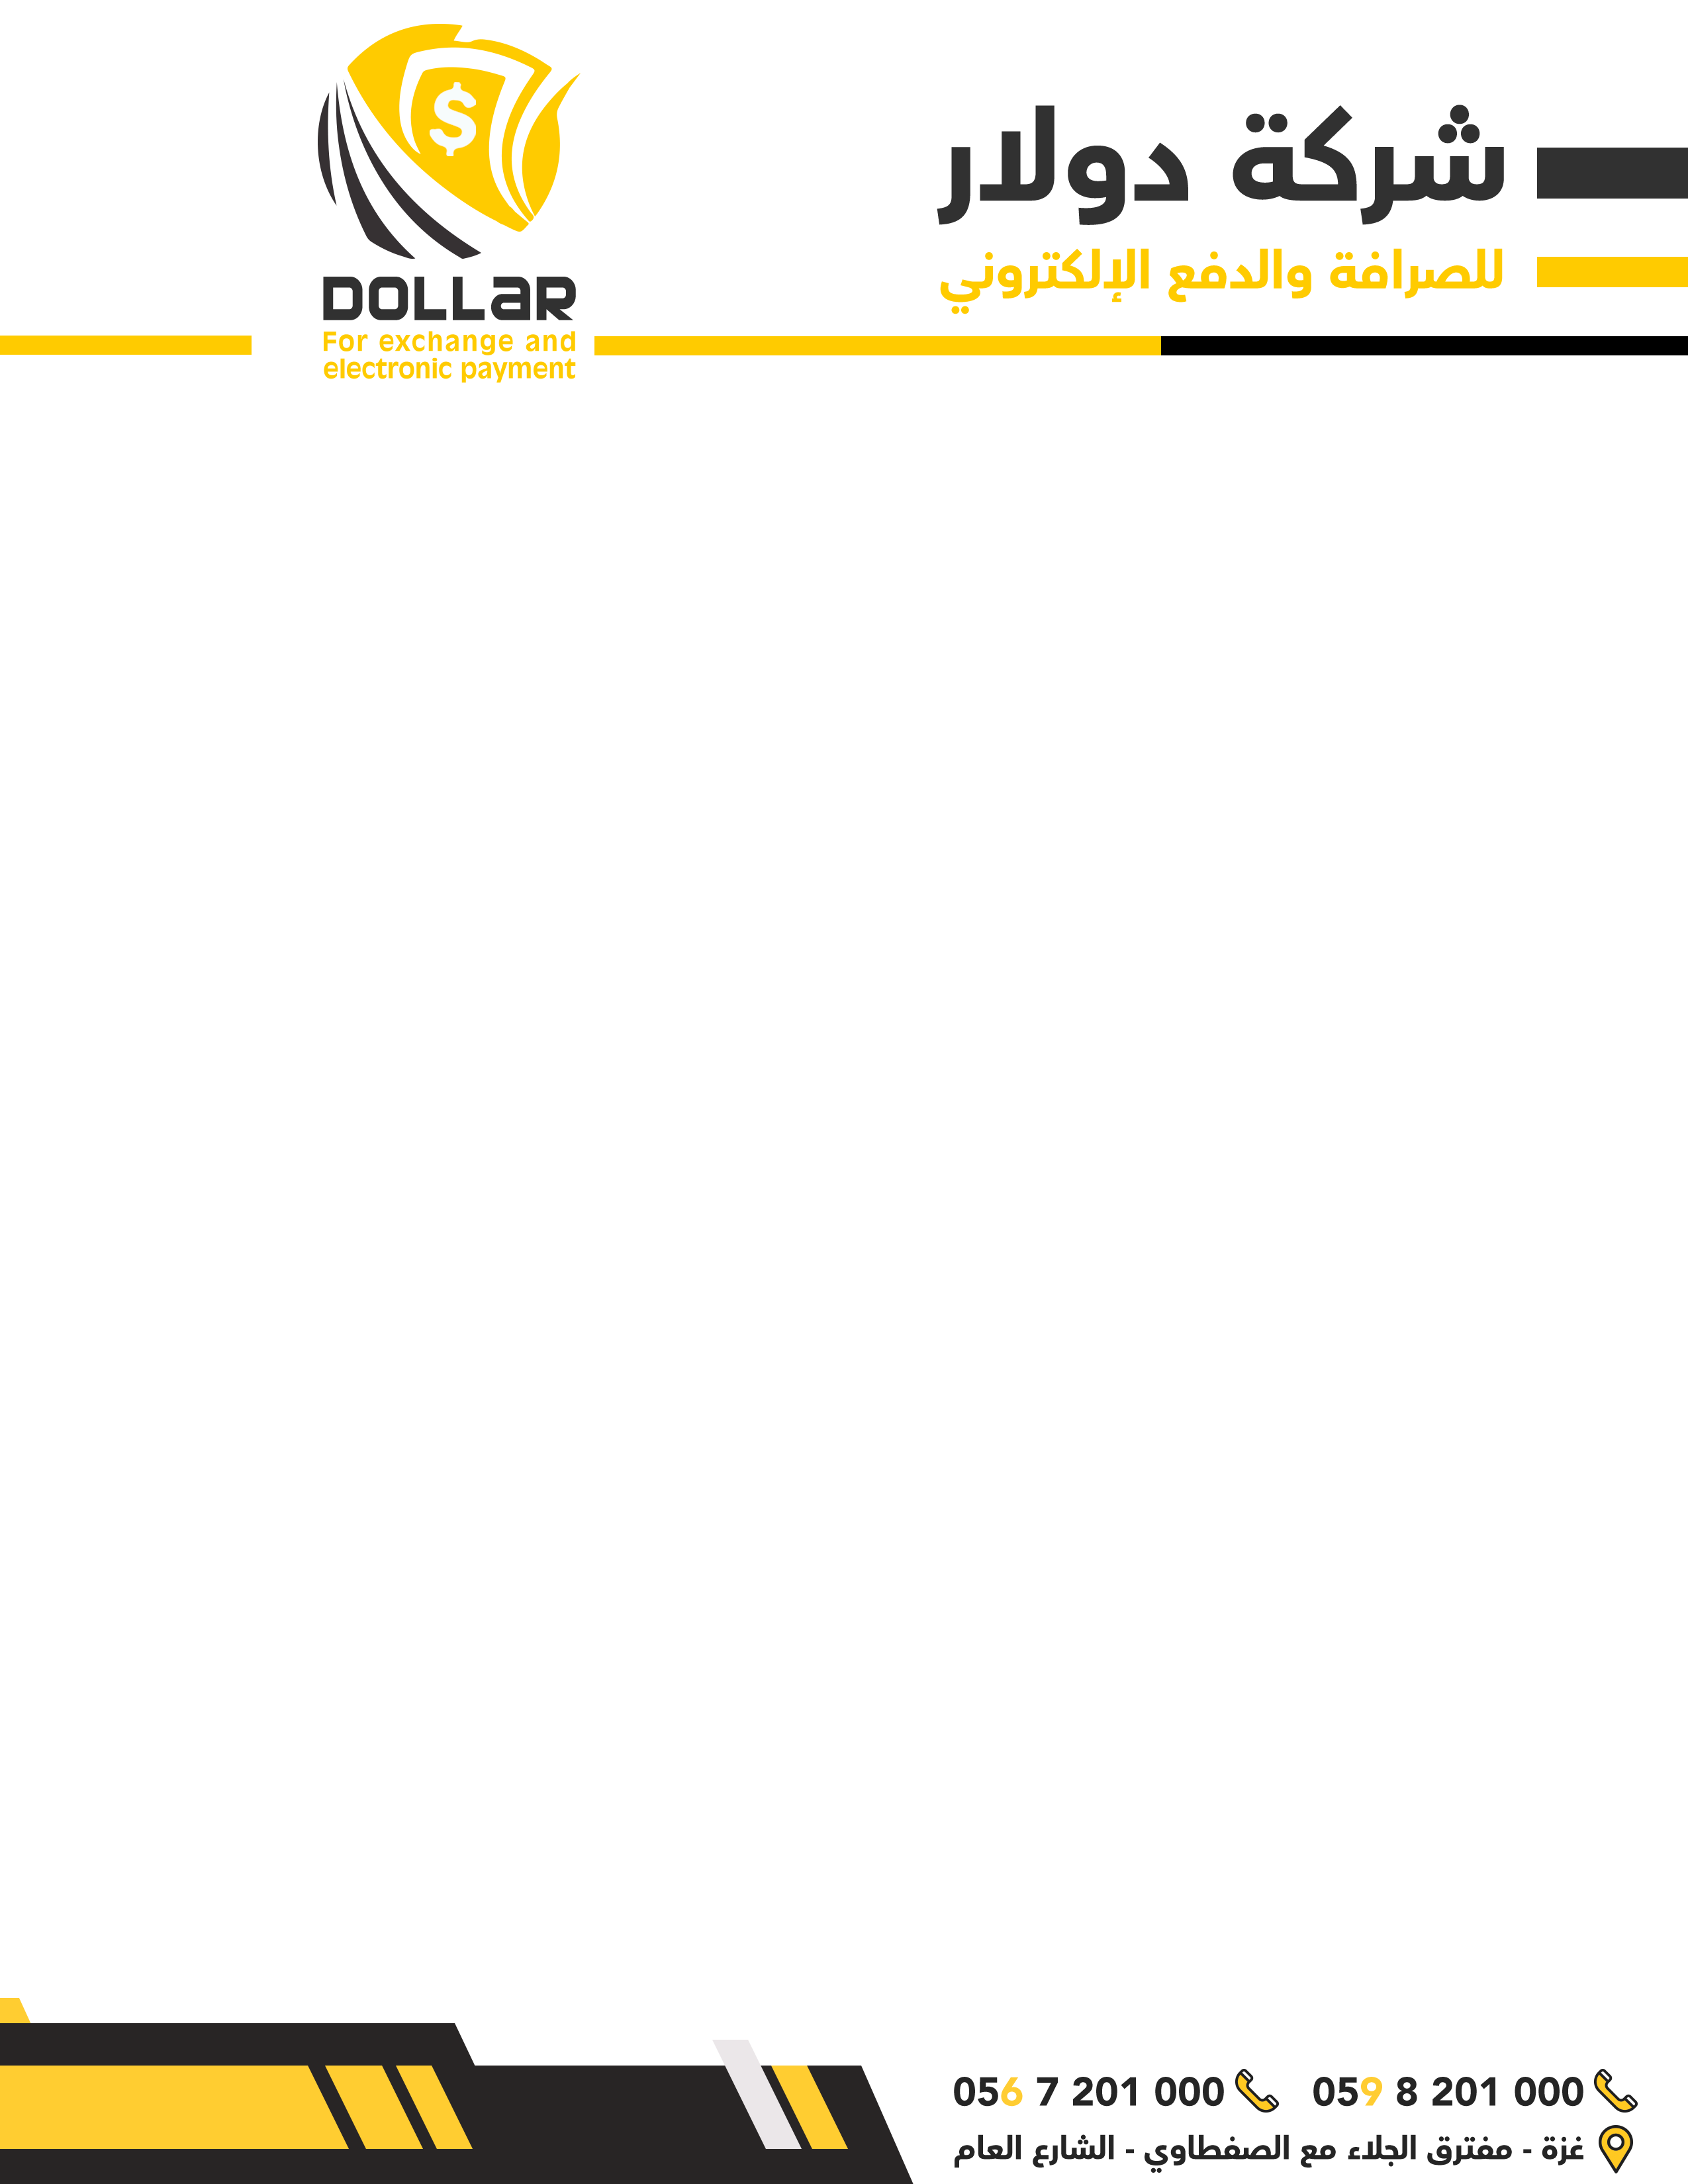 شركة دولار
للصرافة والدفع الإلكتروني
$
DOLLaR
For exchange and
electronic payment
059 8 201 000
056 7 201 000
غزة - مفترق الجلاء مع الصفطاوي - الشارع العام